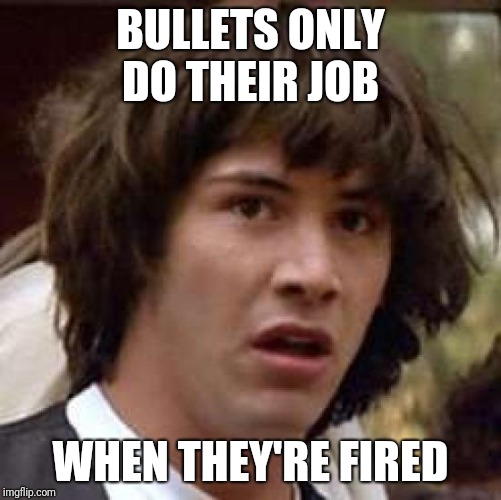 BULLETS ONLY
DO THEIR JOB
WHEN THEY'RE FIRED
imgflip.com